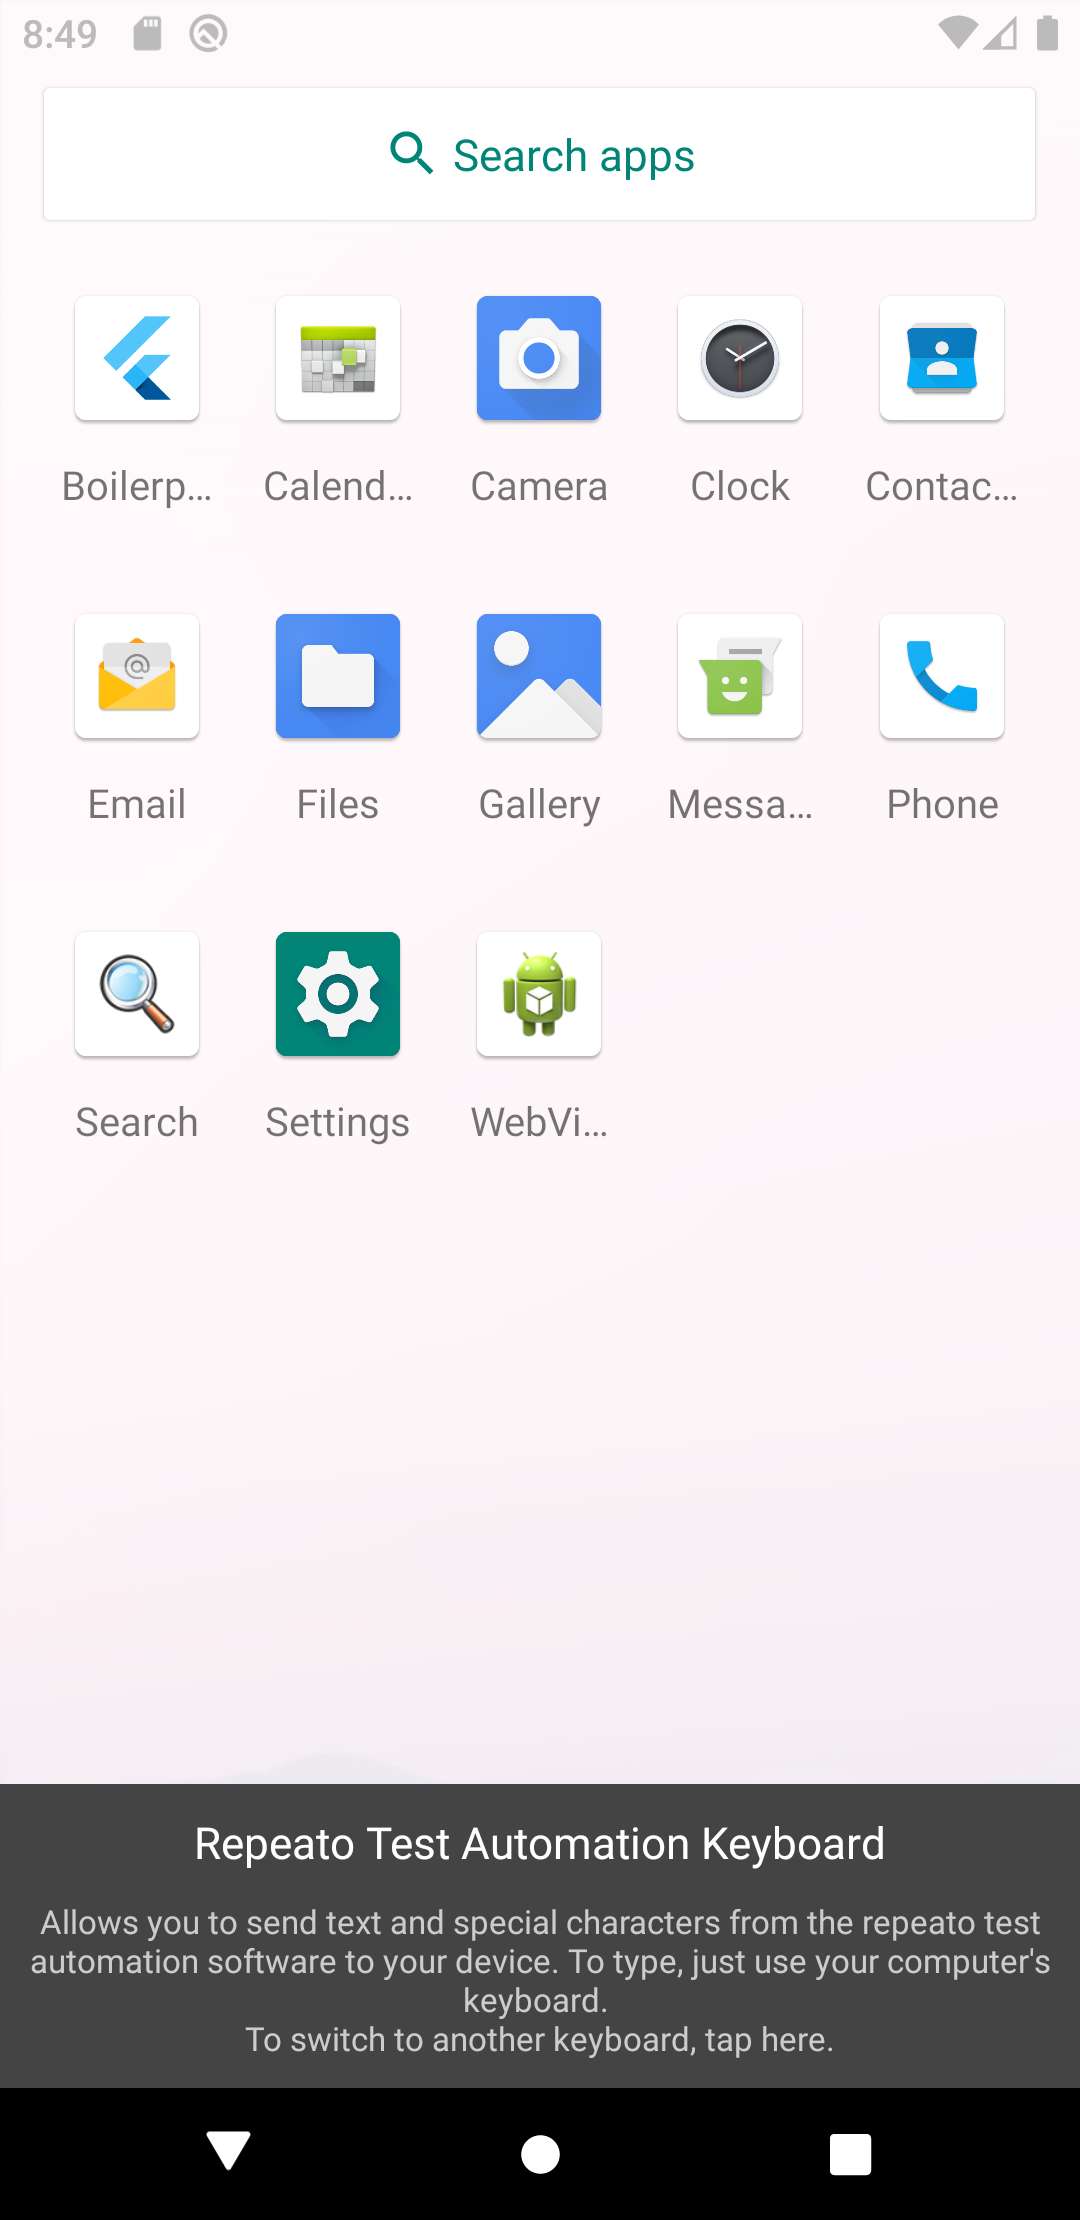 8:49
Search apps
Boilerp... Calend... Camera Clock Contac...
Email Files Gallery Messa... Phone
Search Settings WebVi...
Repeato Test Automation Keyboard
Allows you to send text and special characters from the repeato test
automation software to your device. To type, just use your computer's
keyboard.
To switch to another keyboard, tap here.